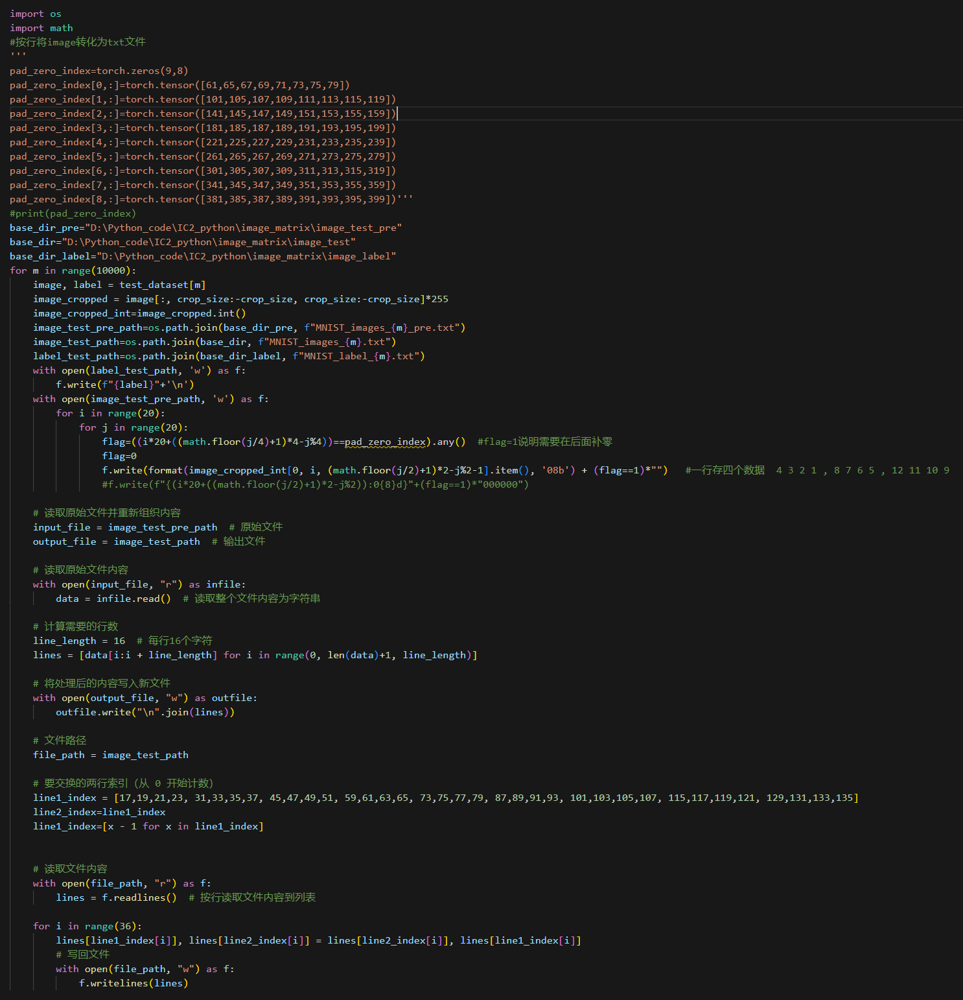 import os
import math
#按行将image转化为txt文件
'''
pad_zero_index=torch.zeros(9,8)
pad_zero_index[0,:]=torch.tensor([61,65,67,69,71,73,75,79])
pad_zero_index[1,:]=torch.tensor([101,105,107,109,111,113,115,119])
pad_zero_index[2,:]=torch.tensor([141,145,147,149,151,153,155,159])
pad_zero_index[3,:]=torch.tensor([181,185,187,189,191,193,195,199])
pad_zero_index[4,:]=torch.tensor([221,225,227,229,231,233,235,239])
pad_zero_index[5,:]=torch.tensor([261,265,267,269,271,273,275,279])
pad_zero_index[6,:]=torch.tensor([301,305,307,309,311,313,315,319])
pad_zero_index[7,:]=torch.tensor([341,345,347,349,351,353,355,359])
pad_zero_index[8,:]=torch.tensor([381,385,387,389,391,393,395,399])'''
#print(pad_zero_index)
base_dir_pre="D:\Python_code\IC2_python\image_matrix\image_test_pre"
base_dir="D:\Python_code\IC2_python\image_matrix\image_test"
base_dir_label="D:\Python_code\IC2_python\image_matrix\image_label"
for m in range(10000):
    image, label = test_dataset[m]
    image_cropped = image[:, crop_size:-crop_size, crop_size:-crop_size]*255
    image_cropped_int=image_cropped.int()
    image_test_pre_path=os.path.join(base_dir_pre, f"MNIST_images_{m}_pre.txt")
    image_test_path=os.path.join(base_dir, f"MNIST_images_{m}.txt")
    label_test_path=os.path.join(base_dir_label, f"MNIST_label_{m}.txt")
    with open(label_test_path, 'w') as f:
        f.write(f"{label}"+'\n')
    with open(image_test_pre_path, 'w') as f:
        for i in range(20):
            for j in range(20):
                flag=((i*20+((math.floor(j/4)+1)*4-j%4))==pad_zero_index).any()  #flag=1说明需要在后面补零
                flag=0
                f.write(format(image_cropped_int[0, i, (math.floor(j/2)+1)*2-j%2-1].item(), '08b') + (flag==1)*"")   #一行存四个数据  4 3 2 1 , 8 7 6 5 , 12 11 10 9
                #f.write(f"{(i*20+((math.floor(j/2)+1)*2-j%2)):0{8}d}"+(flag==1)*"000000")
    # 读取原始文件并重新组织内容
    input_file = image_test_pre_path  # 原始文件
    output_file = image_test_path  # 输出文件
    # 读取原始文件内容
    with open(input_file, "r") as infile:
        data = infile.read()  # 读取整个文件内容为字符串
    # 计算需要的行数
    line_length = 16  # 每行16个字符
    lines = [data[i:i + line_length] for i in range(0, len(data)+1, line_length)]
    # 将处理后的内容写入新文件
    with open(output_file, "w") as outfile:
        outfile.write("\n".join(lines))
    # 文件路径
    file_path = image_test_path
    # 要交换的两行索引（从 0 开始计数）
    line1_index = [17,19,21,23, 31,33,35,37, 45,47,49,51, 59,61,63,65, 73,75,77,79, 87,89,91,93, 101,103,105,107, 115,117,119,121, 129,131,133,135]
    line2_index=line1_index
    line1_index=[x - 1 for x in line1_index]
    # 读取文件内容
    with open(file_path, "r") as f:
        lines = f.readlines()  # 按行读取文件内容到列表
    for i in range(36):
        lines[line1_index[i]], lines[line2_index[i]] = lines[line2_index[i]], lines[line1_index[i]]
        # 写回文件
        with open(file_path, "w") as f:
            f.writelines(lines)